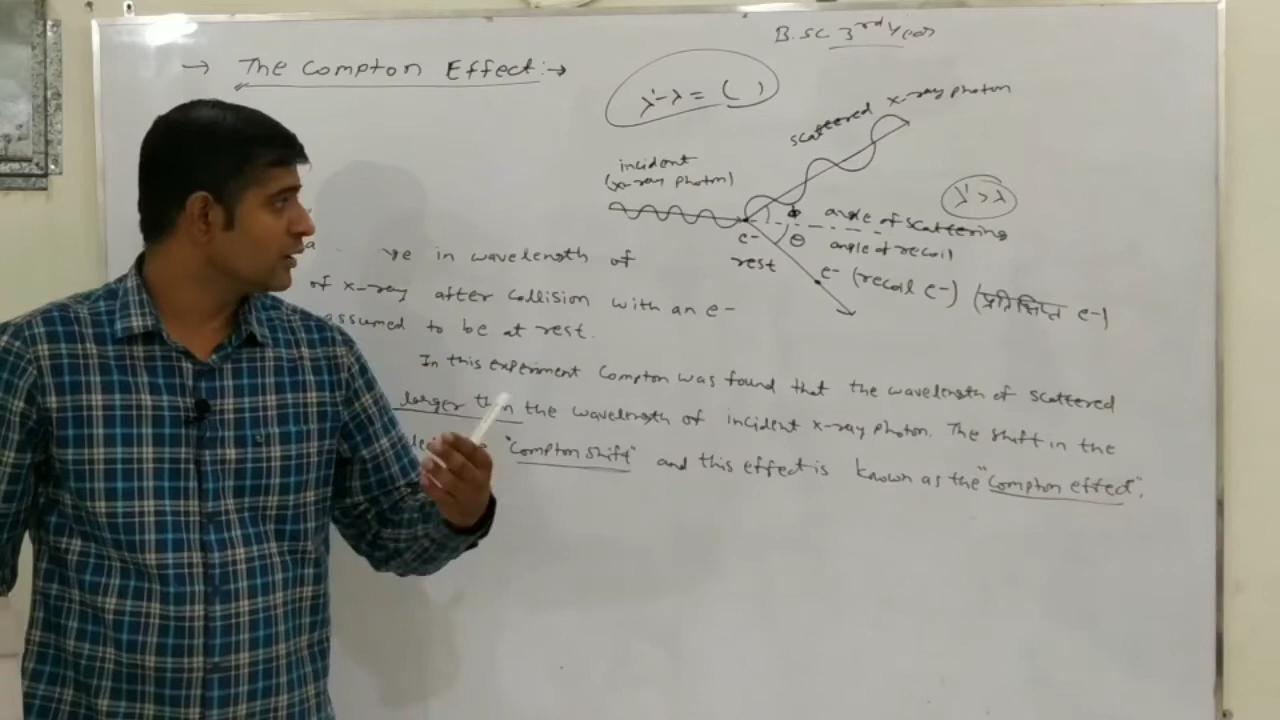 B.SC 3rd Year
→ The Compton Effect:→
λ'-λ = ( )
scattered x-ray photon
incident
(x-ray photon)
λ' > λ
ϕ angle of scattering
e- θ angle of recoil
rest
e- (recoil e-) (प्रतिक्षिप्त e-)
in wavelength of
of x-ray after collision with an e-
assumed to be at rest.
In this experiment Compton was found that the wavelength of scattered
larger than the wavelength of incident x-ray photon. The shift in the
"Compton shift" and this effect is known as the "Compton effect".